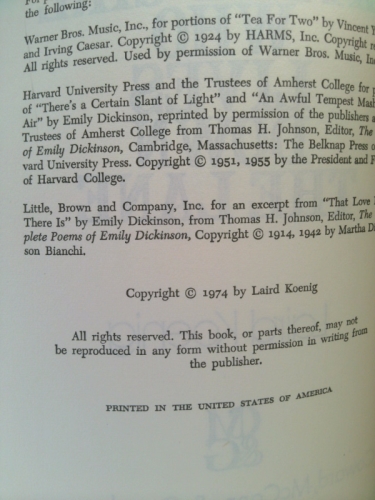 the following:
Warner Bros. Music, Inc., for portions of "Tea For Two" by Vincent
and Irving Caesar. Copyright © 1924 by HARMS, INC. Copyright
All rights reserved. Used by permission of Warner Bros. Music,
Harvard University Press and the Trustees of Amherst College for
of "There's a Certain Slant of Light" and "An Awful Tempest
Air" by Emily Dickinson, reprinted by permission of the publishers
Trustees of Amherst College from Thomas H. Johnson, Editor, The
of Emily Dickinson, Cambridge, Massachusetts: The Belknap Press
vard University Press. Copyright © 1951, 1955 by the President and
of Harvard College.
Little, Brown and Company, Inc. for an excerpt from "That Love
There Is" by Emily Dickinson, from Thomas H. Johnson, Editor, The
plete Poems of Emily Dickinson, Copyright © 1914, 1942 by Martha
son Bianchi.
Copyright © 1974 by Laird Koenig
All rights reserved. This book, or parts thereof, may not
be reproduced in any form without permission in writing from
the publisher.
PRINTED IN THE UNITED STATES OF AMERICA